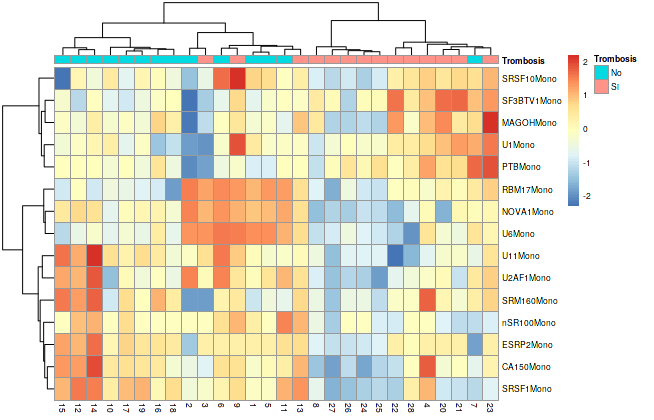 Trombosis
SRSF10Mono
SF3BTV1Mono
MAGOHMono
U1Mono
PTBMono
RBM17Mono
NOVA1Mono
U6Mono
U11Mono
U2AF1Mono
SRM160Mono
nSR100Mono
ESRP2Mono
CA150Mono
SRSF1Mono
15 12 14 10 17 19 16 18 2 3 6 9 1 5 11 13 8 27 26 24 25 22 28 4 20 21 7 23
2
1
0
-1
-2
Trombosis
No
SI